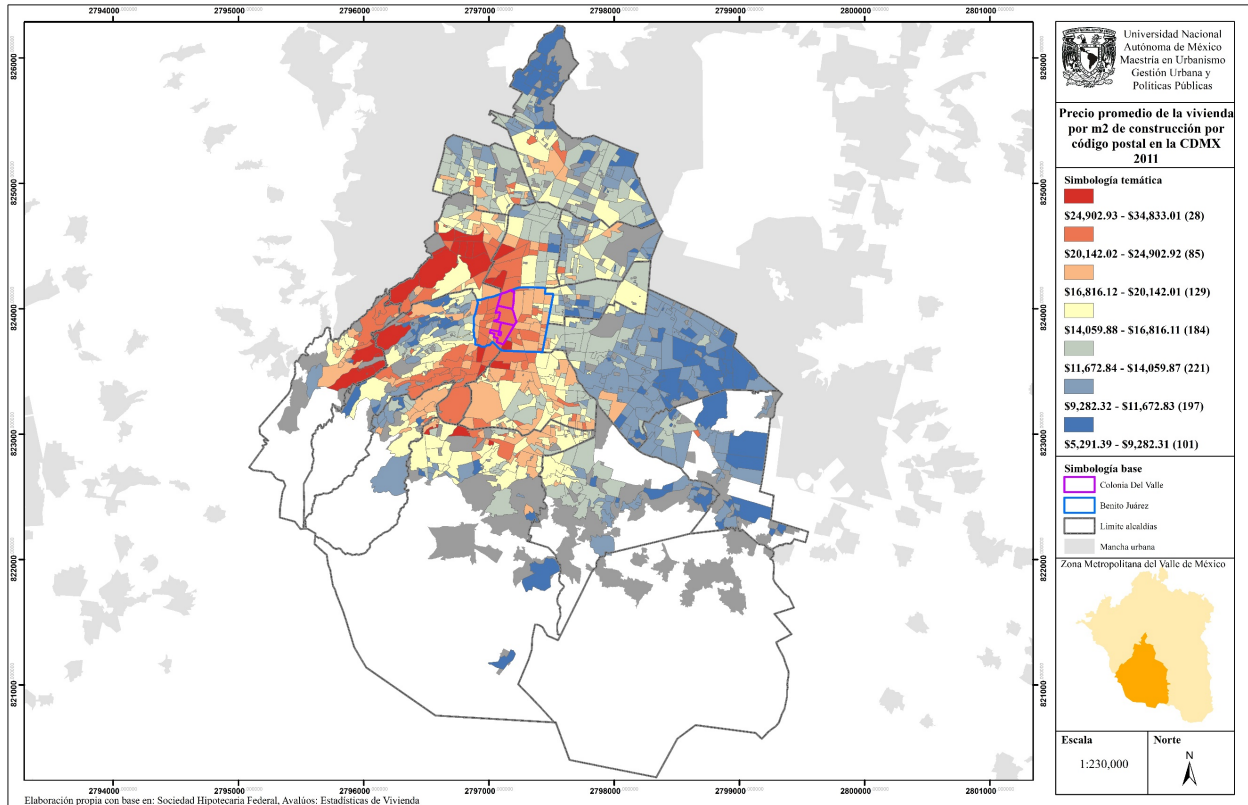 2794000 2795000 2796000 2797000 2798000 2799000 2800000 2801000
826000
825000
824000
823000
822000
821000
826000
825000
824000
823000
822000
821000
2794000 2795000 2796000 2797000 2798000 2799000 2800000 2801000
Elaboración propia con base en: Sociedad Hipotecaria Federal, Avalúos: Estadísticas de Vivienda
Universidad Nacional
Autónoma de México
Maestría en Urbanismo
Gestión Urbana y
Políticas Públicas
Precio promedio de la vivienda
por m2 de construcción por
código postal en la CDMX
2011
Simbología temática
$24,902.93 - $34,833.01 (28)
$20,142.02 - $24,902.92 (85)
$16,816.12 - $20,142.01 (129)
$14,059.88 - $16,816.11 (184)
$11,672.84 - $14,059.87 (221)
$9,282.32 - $11,672.83 (197)
$5,291.39 - $9,282.31 (101)
Simbología base
Colonia Del Valle
Benito Juárez
Límite alcaldías
Mancha urbana
Zona Metropolitana del Valle de México
Escala
1:230,000
Norte
N